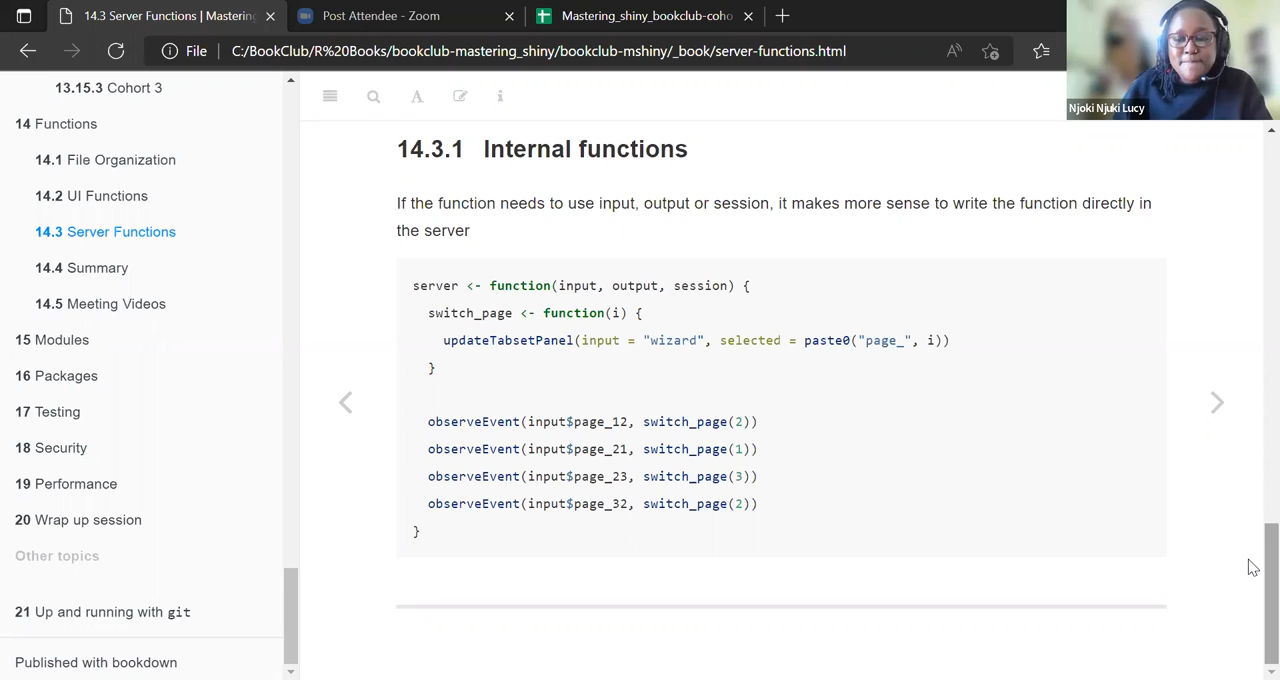 14.3 Server Functions | Mastering
Post Attendee - Zoom
Mastering_shiny_bookclub-coho
File
C:/BookClub/R%20Books/bookclub-mastering_shiny/bookclub-mshiny/_book/server-functions.html
Njoki Njuki Lucy
13.15.3 Cohort 3
14 Functions
14.1 File Organization
14.2 UI Functions
14.3 Server Functions
14.4 Summary
14.5 Meeting Videos
15 Modules
16 Packages
17 Testing
18 Security
19 Performance
20 Wrap up session
Other topics
21 Up and running with git
Published with bookdown
14.3.1 Internal functions
If the function needs to use input, output or session, it makes more sense to write the function directly in
the server
server <- function(input, output, session) {
switch_page <- function(i) {
updateTabsetPanel(input = "wizard", selected = paste0("page_", i))
}
observeEvent(input$page_12, switch_page(2))
observeEvent(input$page_21, switch_page(1))
observeEvent(input$page_23, switch_page(3))
observeEvent(input$page_32, switch_page(2))
}